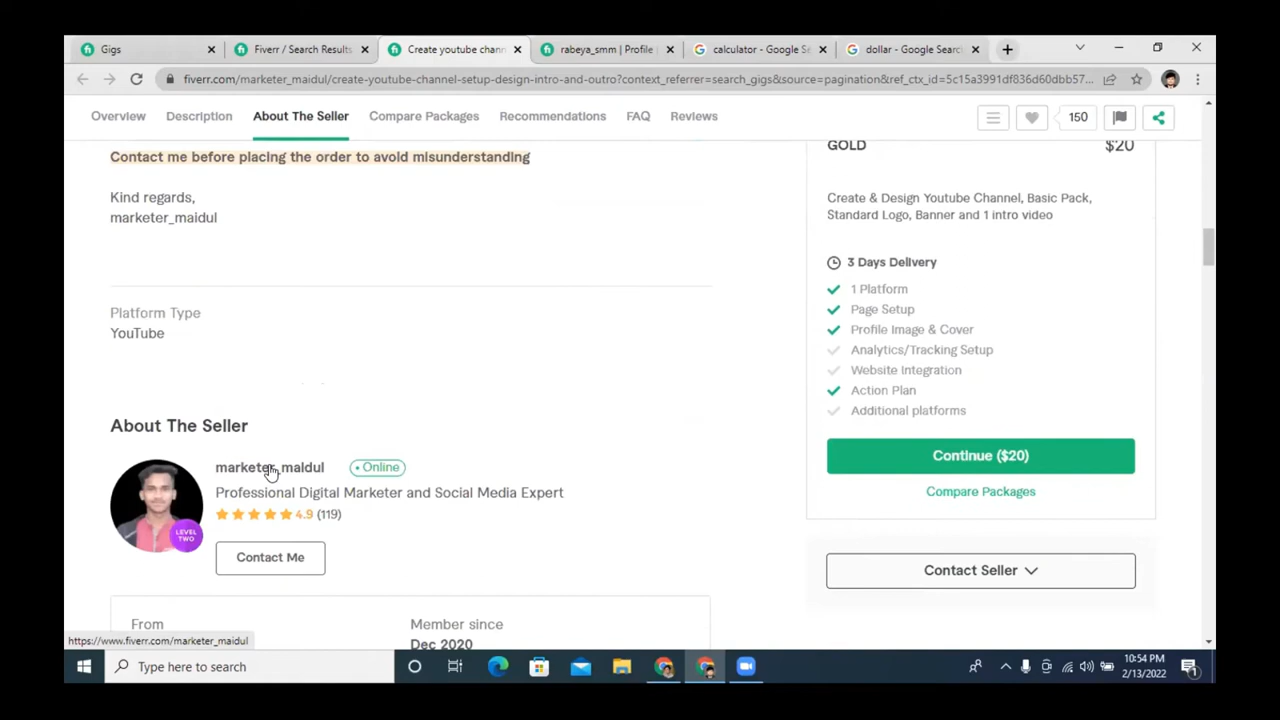 Gigs
Fiverr / Search Results
Create youtube chann
rabeya_smm | Profile
calculator - Google Se
dollar - Google Search
fiverr.com/marketer_maidul/create-youtube-channel-setup-design-intro-and-outro?context_referrer=search_gigs&source=pagination&ref_ctx_id=5c15a3991df836d60dbb57...
Overview
Description
About The Seller
Compare Packages
Recommendations
FAQ
Reviews
150
Contact me before placing the order to avoid misunderstanding
Kind regards,
marketer_maidul
Platform Type
YouTube
About The Seller
marketer_maidul
• Online
Professional Digital Marketer and Social Media Expert
4.9 (119)
LEVEL
TWO
Contact Me
From
Member since
Dec 2020
GOLD
$20
Create & Design Youtube Channel, Basic Pack,
Standard Logo, Banner and 1 intro video
3 Days Delivery
1 Platform
Page Setup
Profile Image & Cover
Analytics/Tracking Setup
Website Integration
Action Plan
Additional platforms
Continue ($20)
Compare Packages
Contact Seller
https://www.fiverr.com/marketer_maidul
Type here to search
10:54 PM
2/13/2022
1